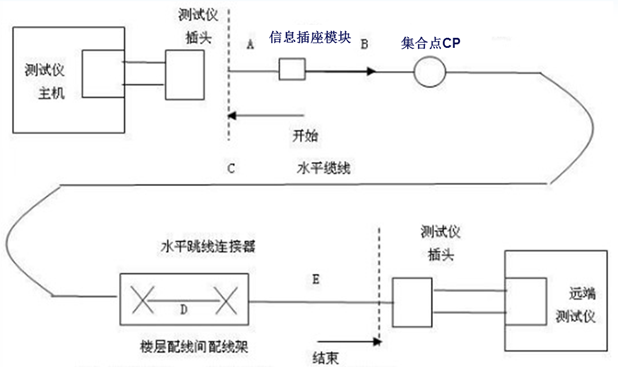 测试仪
插头
A
信息插座模块
B
集合点CP
测试仪
主机
开始
C
水平缆线
水平跳线连接器
测试仪
插头
E
D
远端
测试仪
楼层配线间配线架
结束